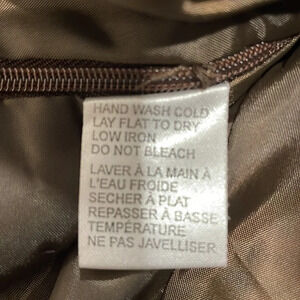 HAND WASH COLD
LAY FLAT TO DRY
LOW IRON
DO NOT BLEACH
LAVER À LA MAIN À
L'EAU FROIDE
SECHER À PLAT
REPASSER À BASSE
TEMPÉRATURE
NE PAS JAVELLISER